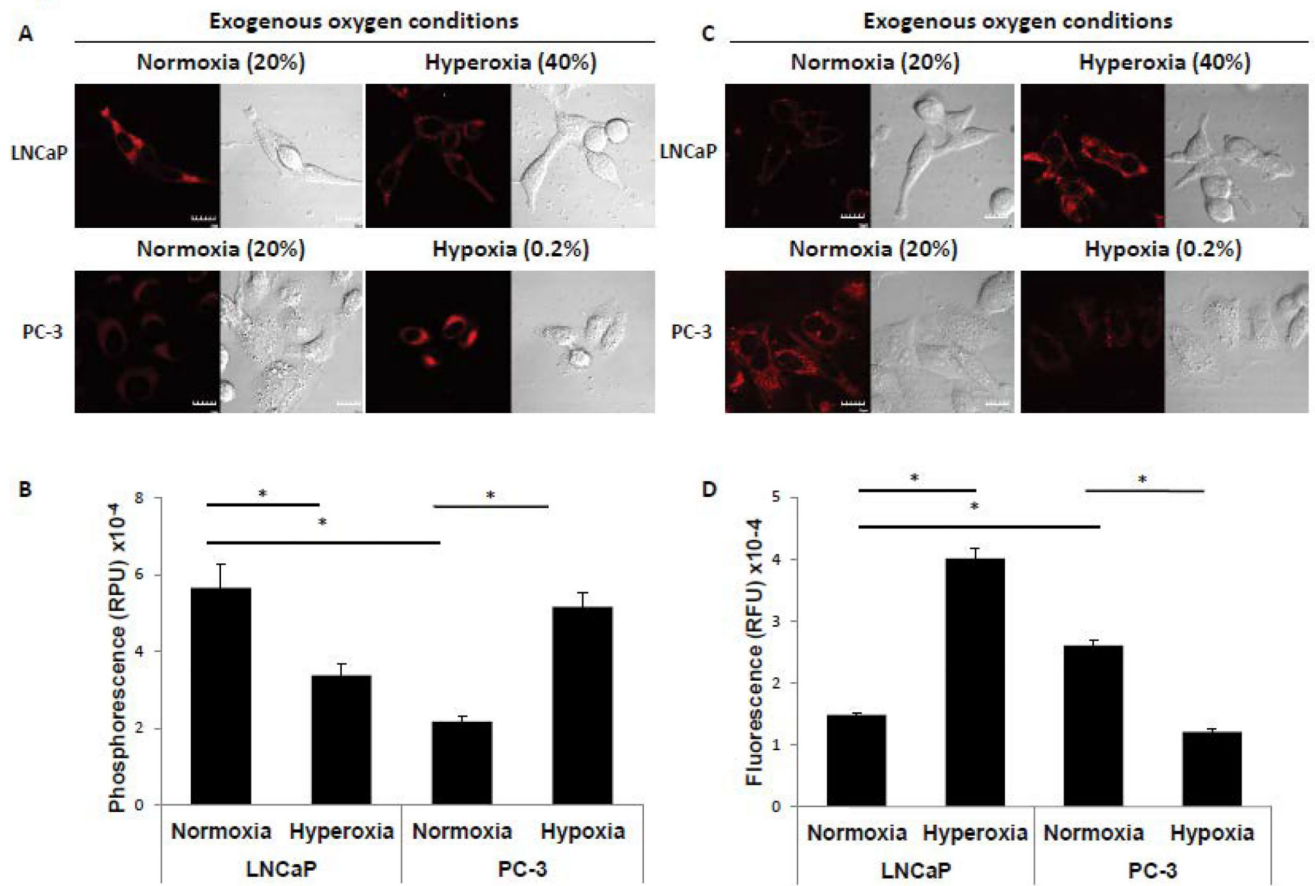 A
Exogenous oxygen conditions
Normoxia (20%) Hyperoxia (40%)
LNCaP
Normoxia (20%) Hypoxia (0.2%)
PC-3
C
Exogenous oxygen conditions
Normoxia (20%) Hyperoxia (40%)
LNCaP
Normoxia (20%) Hypoxia (0.2%)
PC-3
B
Phosphorescence (RPU) x10-4
8
6
4
2
0
* * *
Normoxia Hyperoxia Normoxia Hypoxia
LNCaP PC-3
D
Fluorescence (RFU) x10-4
5
4
3
2
1
0
* * *
Normoxia Hyperoxia Normoxia Hypoxia
LNCaP PC-3